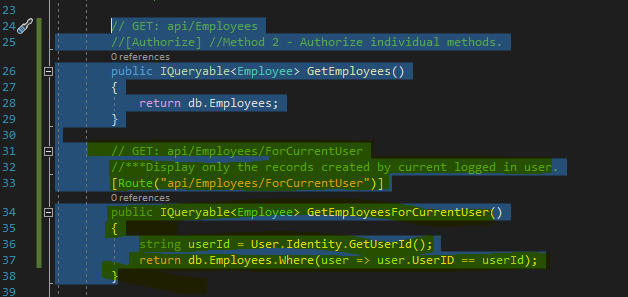 23
24 // GET: api/Employees
25 //[Authorize] //Method 2 - Authorize individual methods.
0 references
26 public IQueryable<Employee> GetEmployees()
27 {
28 return db.Employees;
29 }
30
31 // GET: api/Employees/ForCurrentUser
32 //***Display only the records created by current logged in user.
33 [Route("api/Employees/ForCurrentUser")]
0 references
34 public IQueryable<Employee> GetEmployeesForCurrentUser()
35 {
36 string userId = User.Identity.GetUserId();
37 return db.Employees.Where(user => user.UserID == userId);
38 }
39